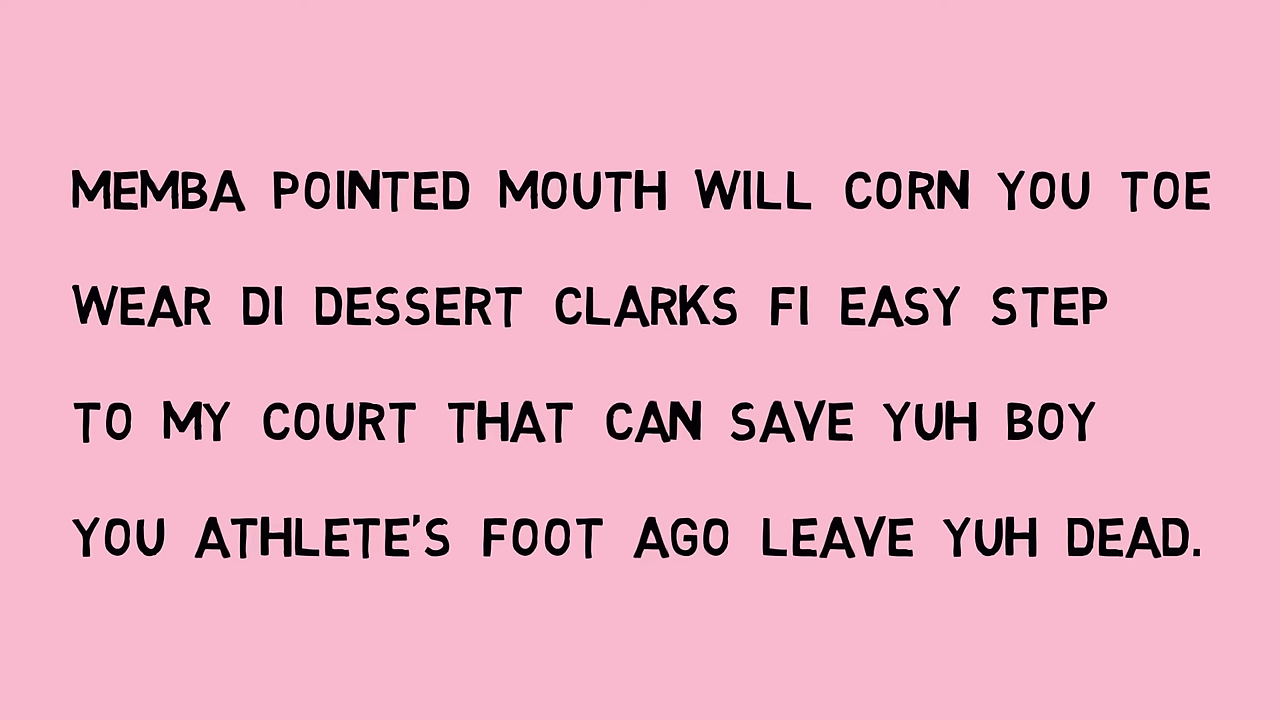 MEMBA POINTED MOUTH WILL CORN YOU TOE
WEAR DI DESSERT CLARKS FI EASY STEP
TO MY COURT THAT CAN SAVE YUH BOY
YOU ATHLETE'S FOOT AGO LEAVE YUH DEAD.